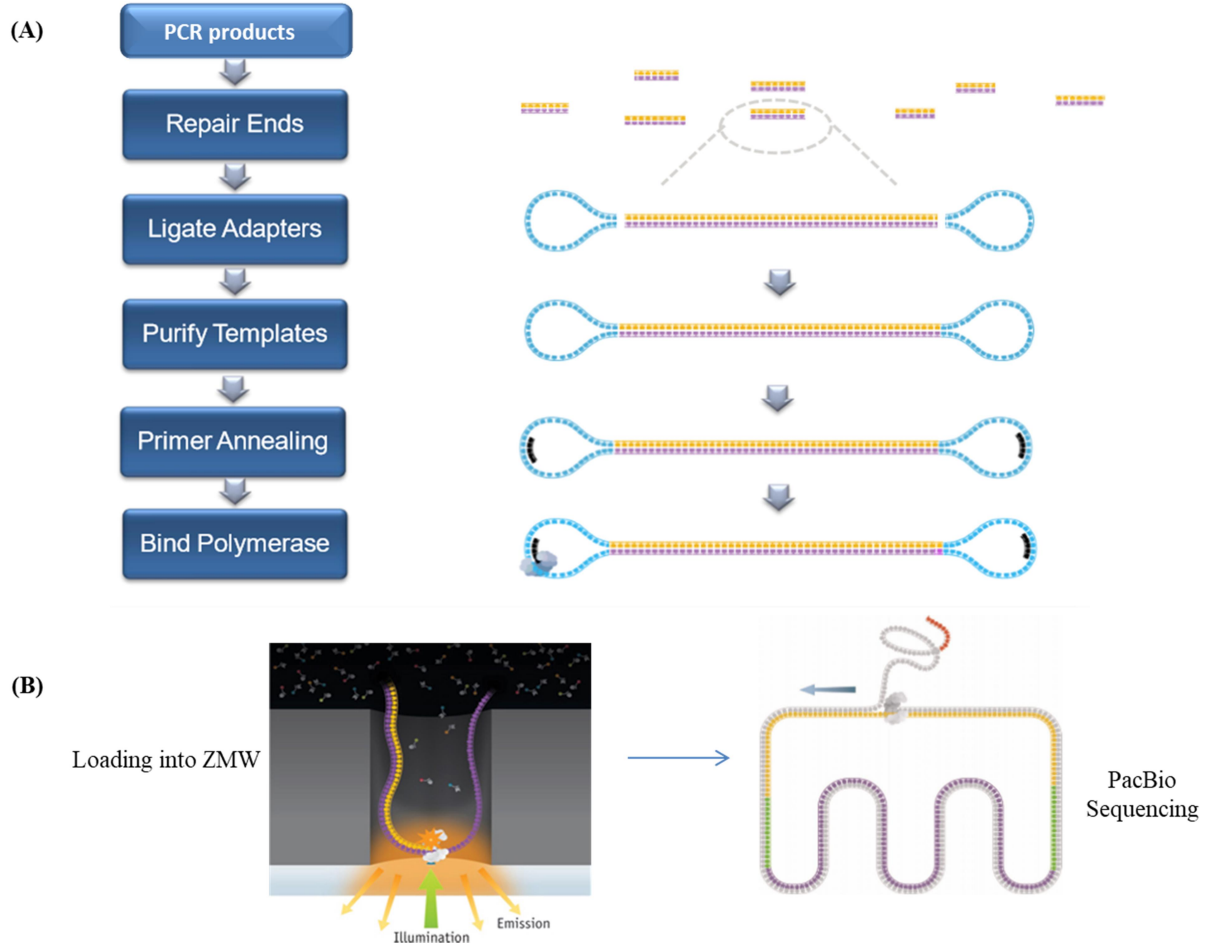 (A)
PCR products
Repair Ends
Ligate Adapters
Purify Templates
Primer Annealing
Bind Polymerase
(B)
Loading into ZMW
Illumination
Emission
PacBio
Sequencing